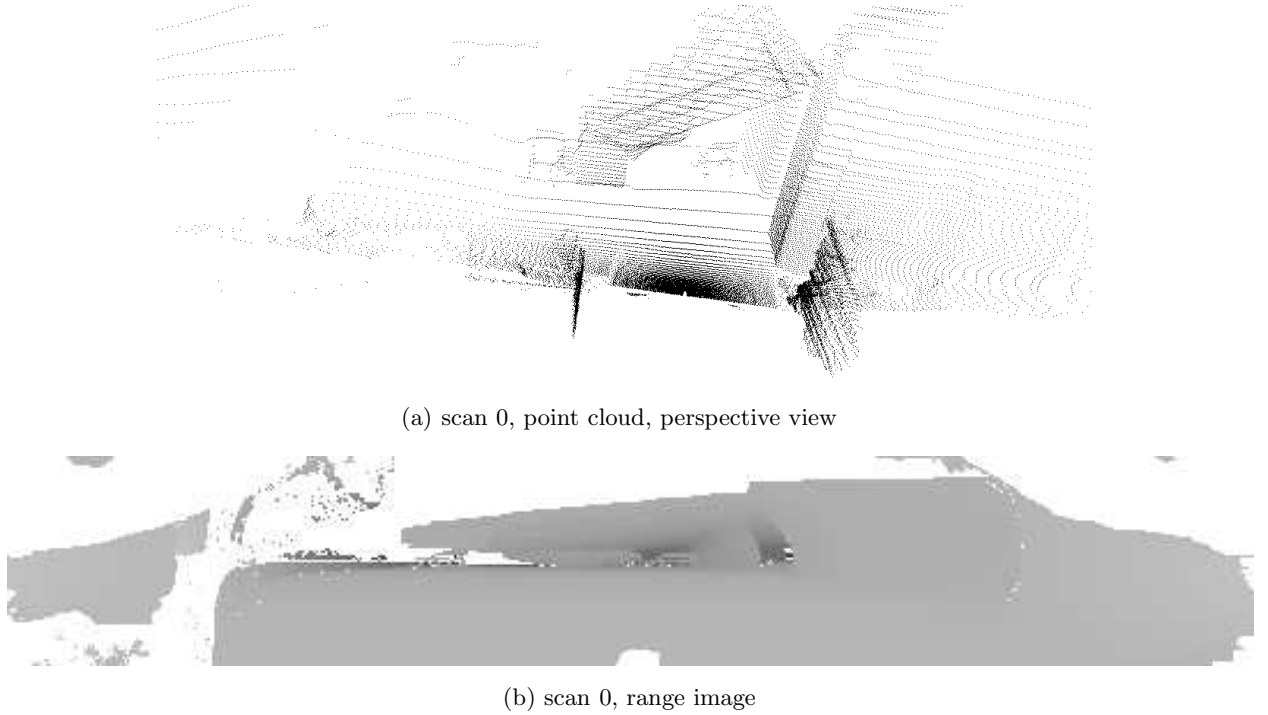 (a) scan 0, point cloud, perspective view
(b) scan 0, range image